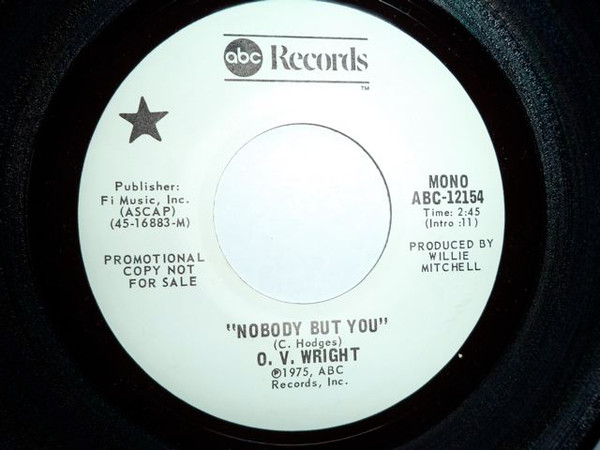 abc Records
TM
Publisher:
Fi Music, Inc.
(ASCAP)
(45-16883-M)
PROMOTIONAL
COPY NOT
FOR SALE
MONO
ABC-12154
Time: 2:45
(Intro :11)
PRODUCED BY
WILLIE
MITCHELL
"NOBODY BUT YOU"
(C. Hodges)
O. V. WRIGHT
℗1975, ABC
Records, Inc.